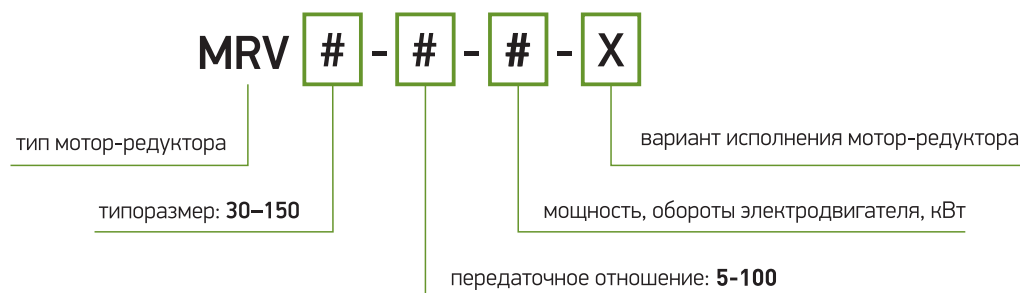 MRV # - # - # - X
тип мотор-редуктора
вариант исполнения мотор-редуктора
типоразмер: 30–150
мощность, обороты электродвигателя, кВт
передаточное отношение: 5-100